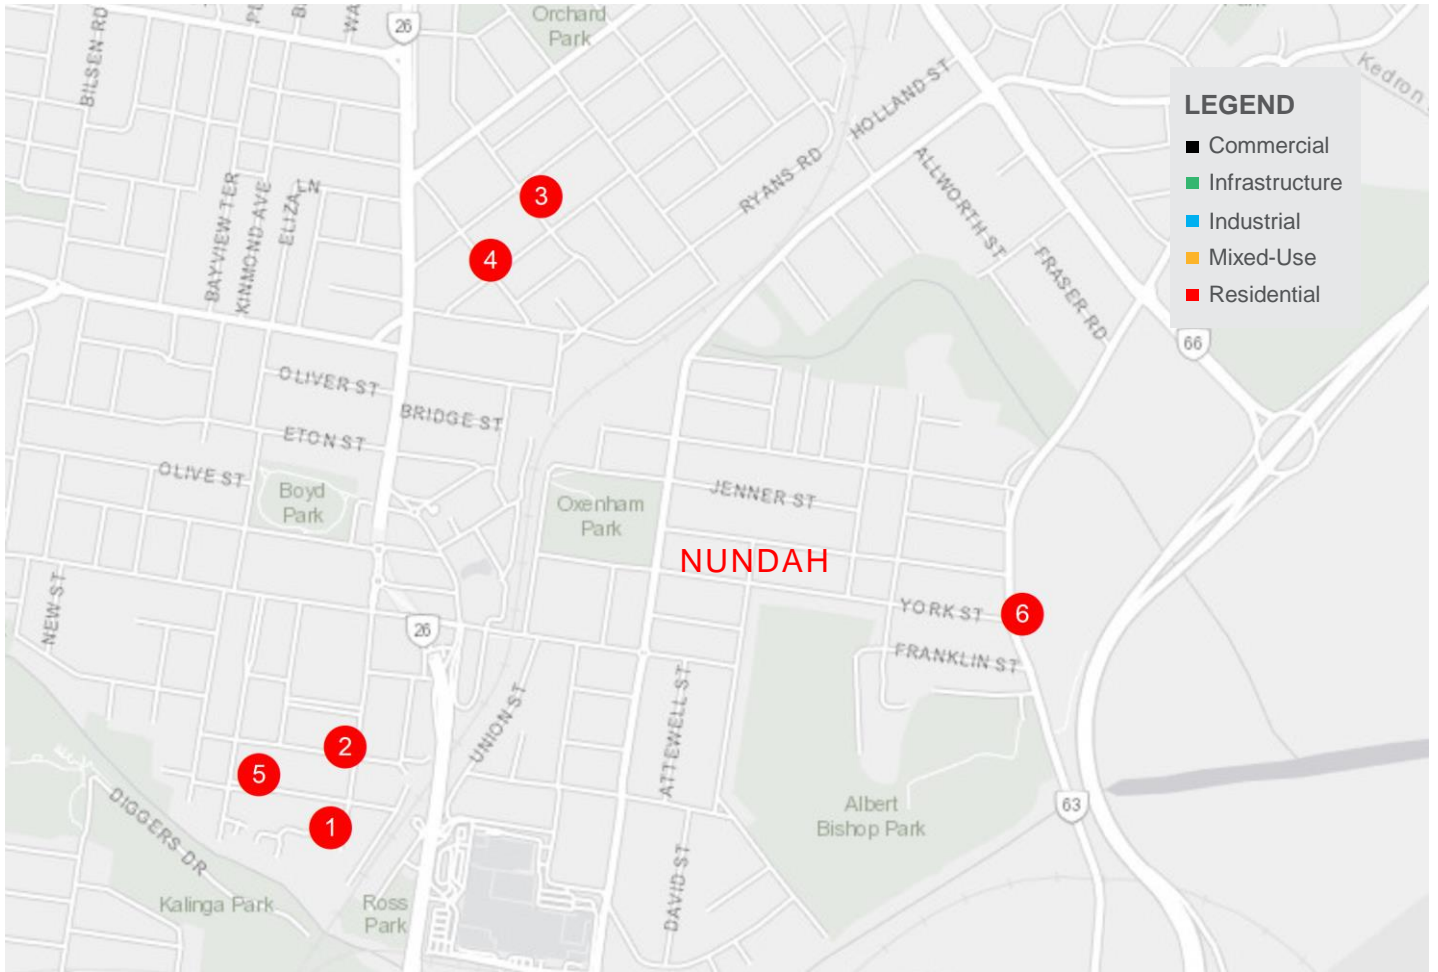 BILSEN RD
26
Orchard
Park
Kedron
LEGEND
Commercial
Infrastructure
Industrial
Mixed-Use
Residential
HOLLAND ST
RYANS RD
ALLWORTH ST
FRASER RD
BAYVIEW TER
KINMOND AVE
ELIZA LN
3
4
66
OLIVER ST
BRIDGE ST
ETON ST
OLIVE ST
Boyd
Park
Oxenham
Park
JENNER ST
NUNDAH
NEW ST
26
YORK ST
6
FRANKLIN ST
UNION ST
ATTEWELL ST
2
5
1
DIGGERS DR
Albert
Bishop Park
63
Kalinga Park
Ross
Park
DAVID ST